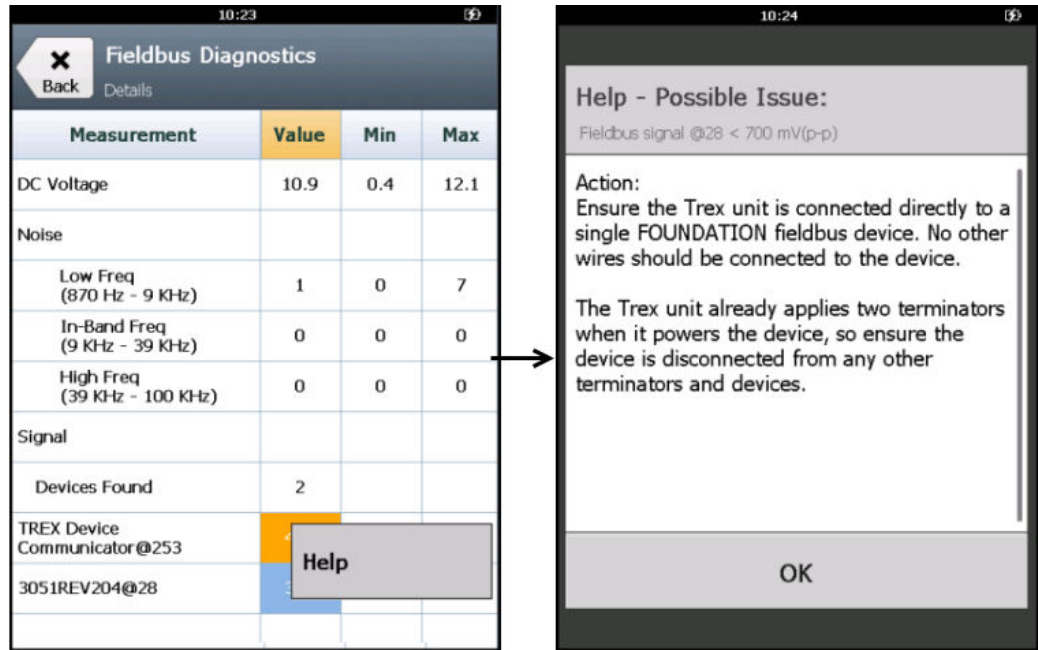 10:23
Back
Fieldbus Diagnostics
Details
Measurement Value Min Max
DC Voltage 10.9 0.4 12.1
Noise
Low Freq
(870 Hz - 9 KHz) 1 0 7
In-Band Freq
(9 KHz - 39 KHz) 0 0 0
High Freq
(39 KHz - 100 KHz) 0 0 0
Signal
Devices Found 2
TREX Device
Communicator@253
Help
3051REV204@28
10:24
Help - Possible Issue:
Fieldbus signal @28 < 700 mV(p-p)
Action:
Ensure the Trex unit is connected directly to a
single FOUNDATION fieldbus device. No other
wires should be connected to the device.
The Trex unit already applies two terminators
when it powers the device, so ensure the
device is disconnected from any other
terminators and devices.
OK